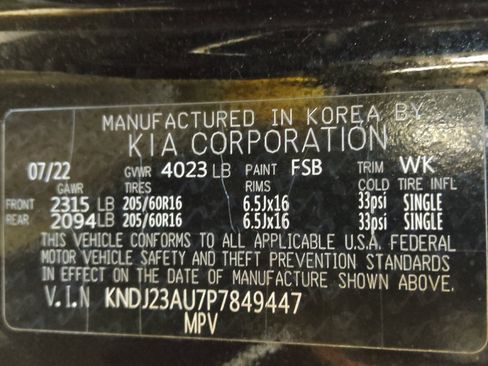 MANUFACTURED IN KOREA BY
KIA CORPORATION
07/22 GVWR 4023 LB PAINT FSB TRIM WK
GAWR TIRES RIMS COLD TIRE INFL
FRONT 2315 LB 205/60R16 6.5Jx16 33psi SINGLE
REAR 2094 LB 205/60R16 6.5Jx16 33psi SINGLE
THIS VEHICLE CONFORMS TO ALL APPLICABLE U.S.A. FEDERAL
MOTOR VEHICLE SAFETY AND THEFT PREVENTION STANDARDS
IN EFFECT ON THE DATE OF MANUFACTURE SHOWN ABOVE.
V.I.N KNDJ23AU7P7849447
MPV